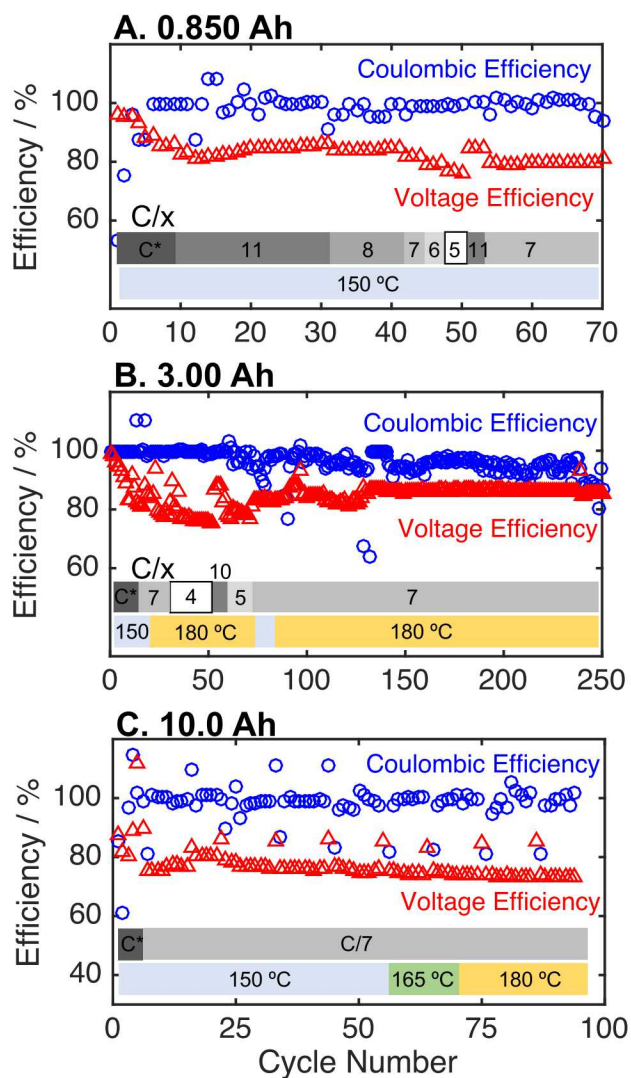 A. 0.850 Ah
Efficiency / %
100
80
60
Coulombic Efficiency
Voltage Efficiency
C/x
C* 11 8 7 6 5 11 7
150 ºC
0 10 20 30 40 50 60 70
B. 3.00 Ah
Efficiency / %
100
80
60
Coulombic Efficiency
Voltage Efficiency
C/x 10
C* 7 4 5 7
150 180 ºC 180 ºC
0 50 100 150 200 250
C. 10.0 Ah
Efficiency / %
100
80
60
40
Coulombic Efficiency
Voltage Efficiency
C* C/7
150 ºC 165 ºC 180 ºC
0 25 50 75 100
Cycle Number